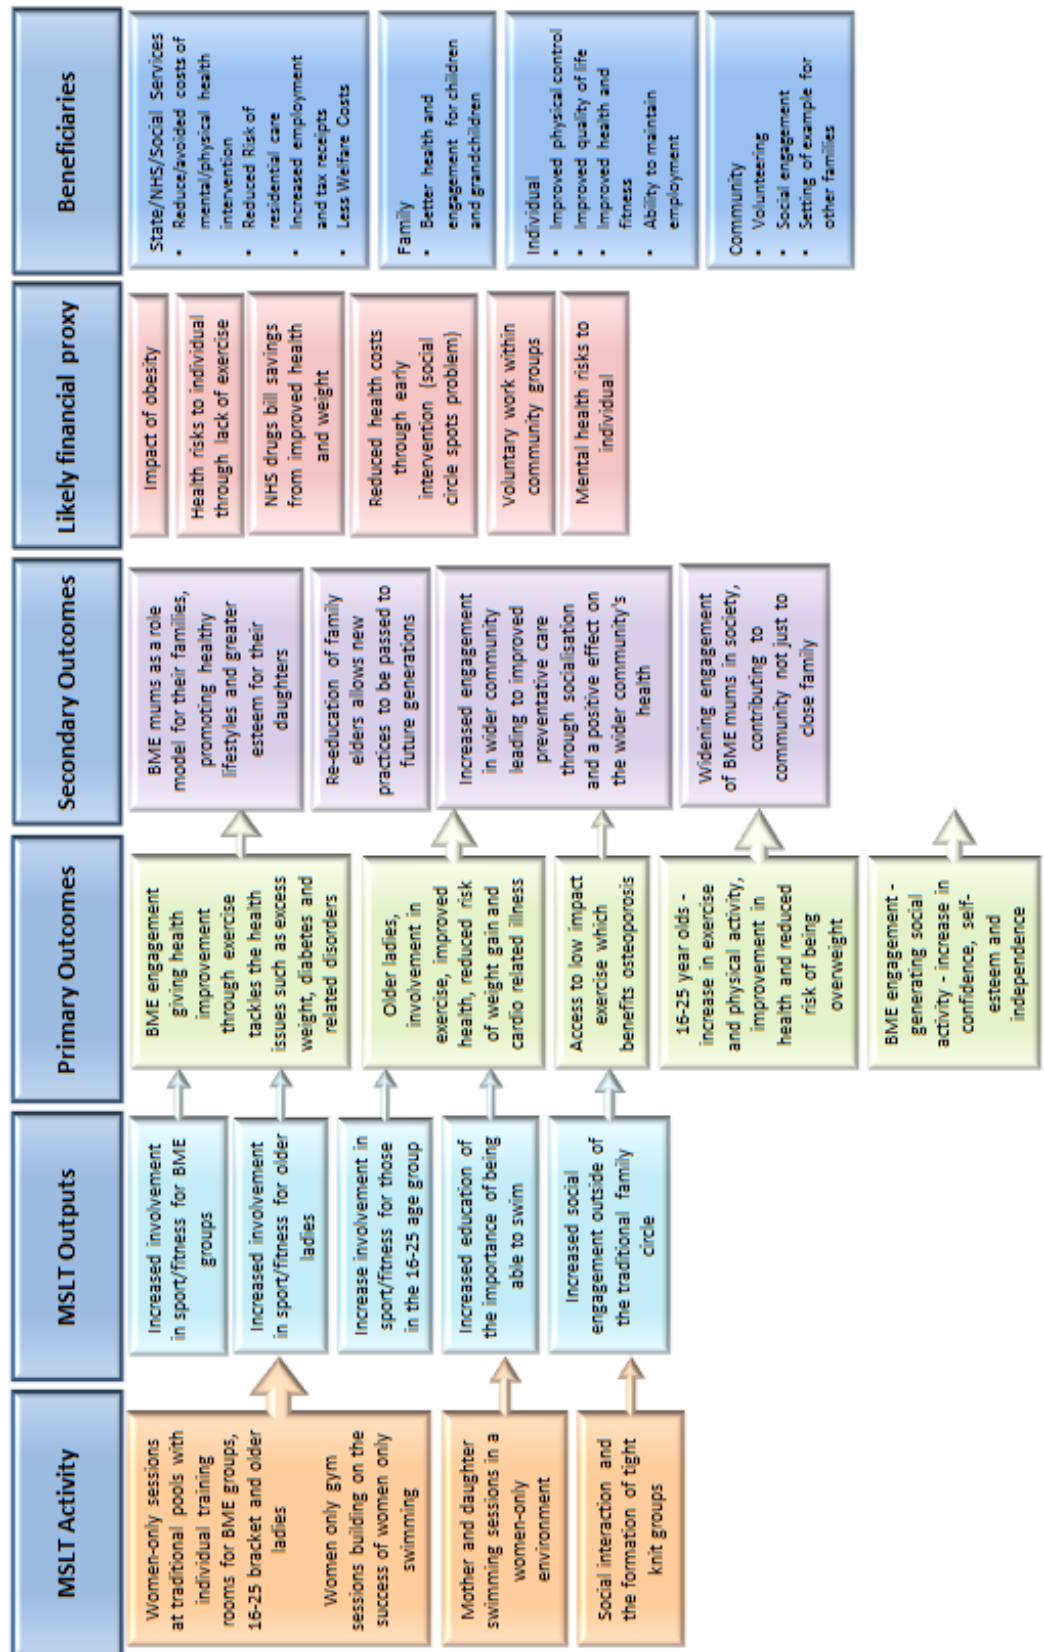 MSLT Activity
Women-only sessions
at traditional pools with
individual training
rooms for BME groups,
16-25 bracket and older
ladies
Women only gym
sessions building on the
success of women only
swimming
Mother and daughter
swimming sessions in a
women-only
environment
Social interaction and
the formation of tight
knit groups
MSLT Outputs
Increased involvement
in sport/fitness for BME
groups
Increased involvement
in sport/fitness for older
ladies
Increase involvement in
sport/fitness for those
in the 16-25 age group
Increased education of
the importance of being
able to swim
Increased social
engagement outside of
the traditional family
circle
Primary Outcomes
BME engagement
giving health
improvement
through exercise
tackles the health
issues such as excess
weight, diabetes and
related disorders
Older ladies,
involvement in
exercise, improved
health, reduced risk
of weight gain and
cardio related illness
Access to low impact
exercise which
benefits osteoporosis
16-25 year olds -
increase in exercise
and physical activity,
improvement in
health and reduced
risk of being
overweight
BME engagement -
generating social
activity - increase in
confidence, self-
esteem and
independence
Secondary Outcomes
BME mums as a role
model for their families,
promoting healthy
lifestyles and greater
esteem for their
daughters
Re-education of family
elders allows new
practices to be passed to
future generations
Increased engagement
in wider community
leading to improved
preventative care
through socialisation
and a positive effect on
the wider community's
health
Widening engagement
of BME mums in society,
contributing to
community not just to
close family
Likely financial proxy
Impact of obesity
Health risks to individual
through lack of exercise
NHS drugs bill savings
from improved health
and weight
Reduced health costs
through early
intervention (social
circle spots problem)
Voluntary work within
community groups
Mental health risks to
individual
Beneficiaries
State/NHS/Social Services
• Reduce/avoided costs of
mental/physical health
intervention
• Reduced Risk of
residential care
• Increased employment
and tax receipts
• Less Welfare Costs
Family
• Better health and
engagement for children
and grandchildren
Individual
• Improved physical control
• Improved quality of life
• Improved health and
fitness
• Ability to maintain
employment
Community
• Volunteering
• Social engagement
• Setting of example for
other families